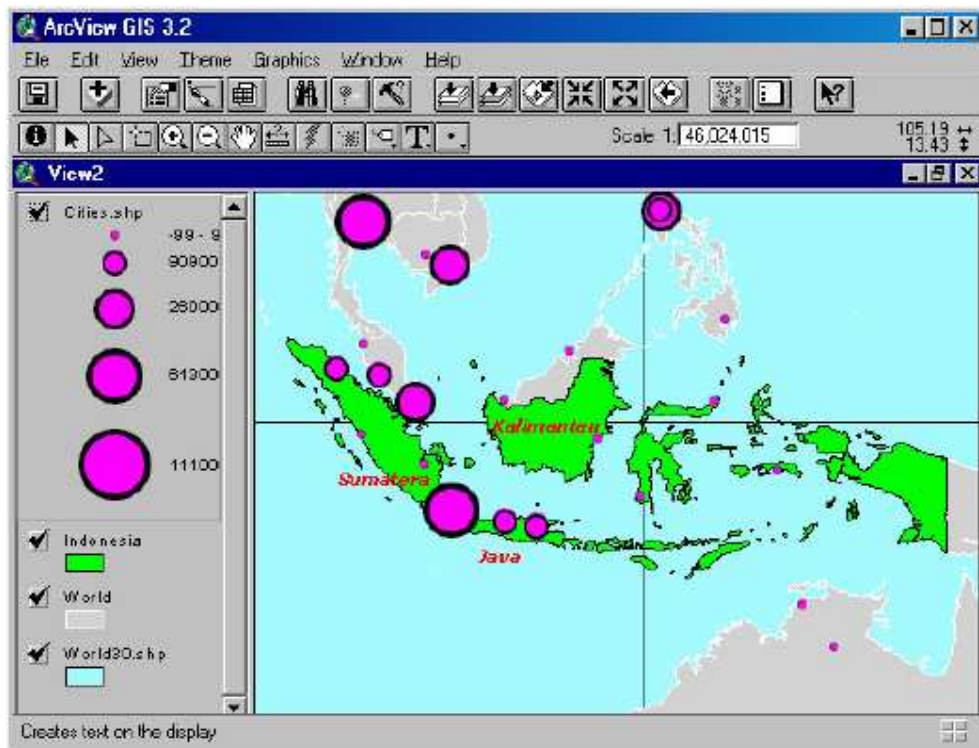 ArcView GIS 3.2
File Edit View Theme Graphics Window Help
Scale 1: 46,024,015
105.19
13.43
View2
Cities.shp
-99 - 9
90900
26000
61300
11100
Indonesia
World
World30.shp
Kalimantan
Sumatera
Java
Creates text on the display